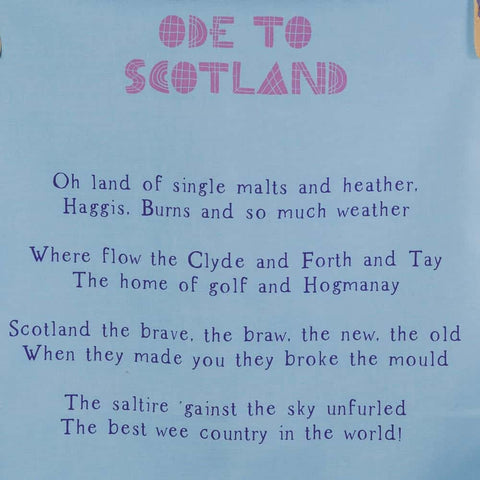 ODE TO
SCOTLAND
Oh land of single malts and heather,
Haggis, Burns and so much weather
Where flow the Clyde and Forth and Tay
The home of golf and Hogmanay
Scotland the brave, the braw, the new, the old
When they made you they broke the mould
The saltire 'gainst the sky unfurled
The best wee country in the world!